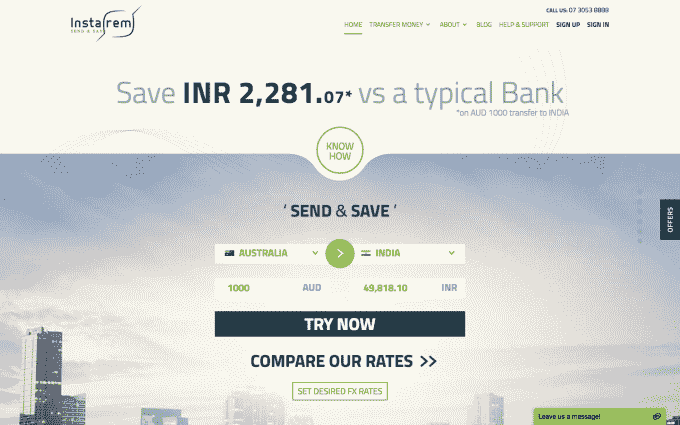 InstaRem
SEND & SAVE
CALL US: 07 3053 8888
HOME TRANSFER MONEY ABOUT BLOG HELP & SUPPORT SIGN UP SIGN IN
Save INR 2,281.07* vs a typical Bank
*on AUD 1000 transfer to INDIA
KNOW
HOW
' SEND & SAVE '
OFFERS
AUSTRALIA > INDIA
1000 AUD 49,818.10 INR
TRY NOW
COMPARE OUR RATES >>
SET DESIRED FX RATES
Leave us a message!